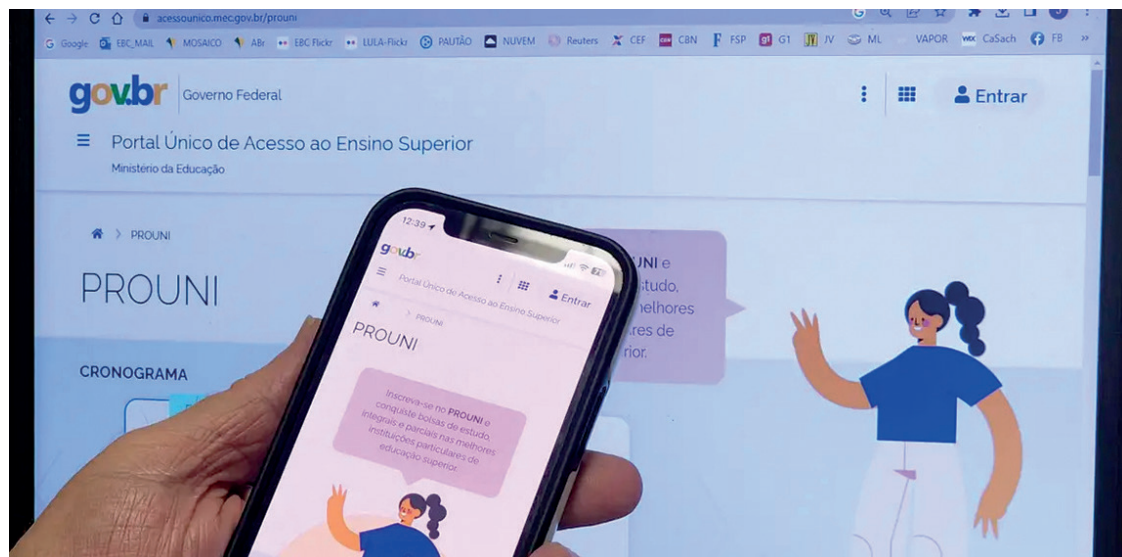 acessounico.mec.gov.br/prouni
Google EBC_MAIL MOSAICO ABr EBC Flickr LULA-Flickr PAUTÃO NUVEM Reuters CEF CBN FSP G1 JV ML VAPOR CaSach FB »
gov.br Governo Federal
Entrar
Portal Único de Acesso ao Ensino Superior
Ministério da Educação
> PROUNI
PROUNI
CRONOGRAMA
UNI e
studo,
elhores
res de
rior.
12:39
gov.br
Entrar
Portal Único de Acesso ao Ensino Superior
> PROUNI
PROUNI
Inscreva-se no PROUNI e
conquiste bolsas de estudo,
integrais e parciais nas melhores
instituições particulares de
educação superior.